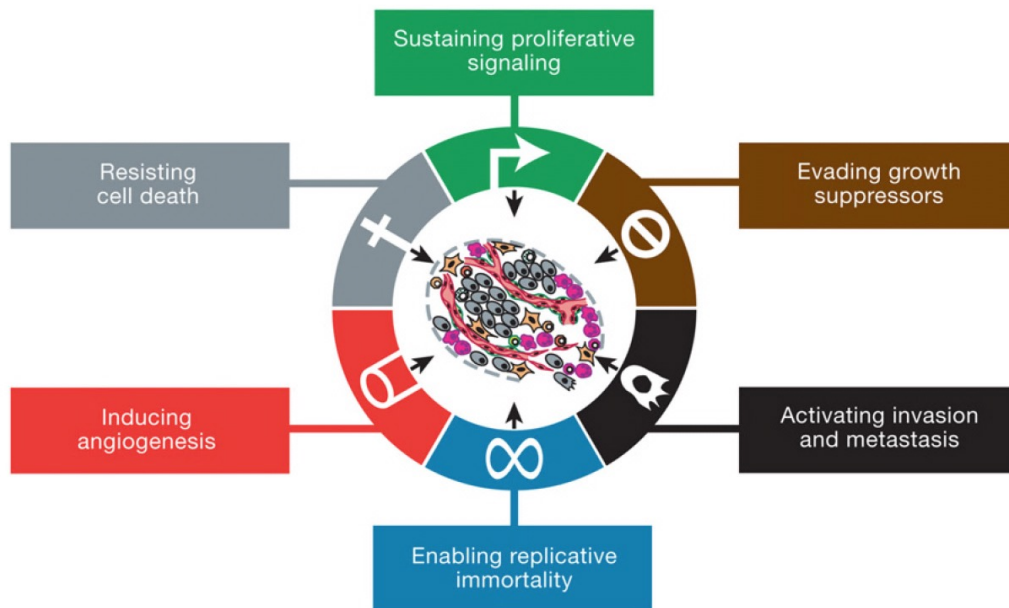 Sustaining proliferative
signaling
Resisting
cell death
Evading growth
suppressors
Inducing
angiogenesis
Activating invasion
and metastasis
Enabling replicative
immortality